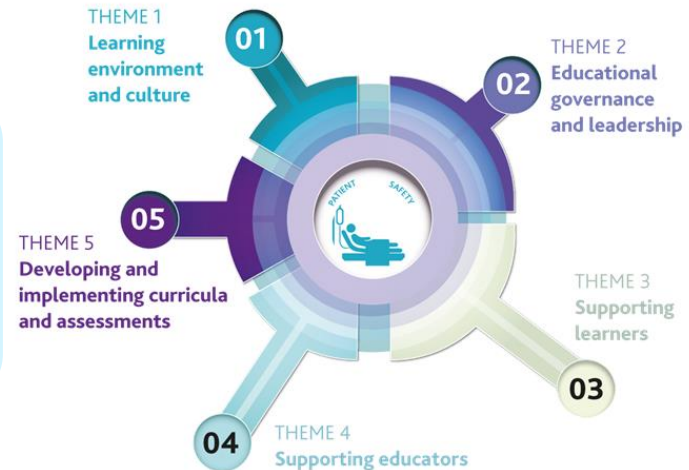 THEME 1
Learning
environment
and culture
01
THEME 2
Educational
governance
and leadership
02
PATIENT SAFETY
05
THEME 5
Developing and
implementing curricula
and assessments
THEME 3
Supporting
learners
03
04
THEME 4
Supporting educators